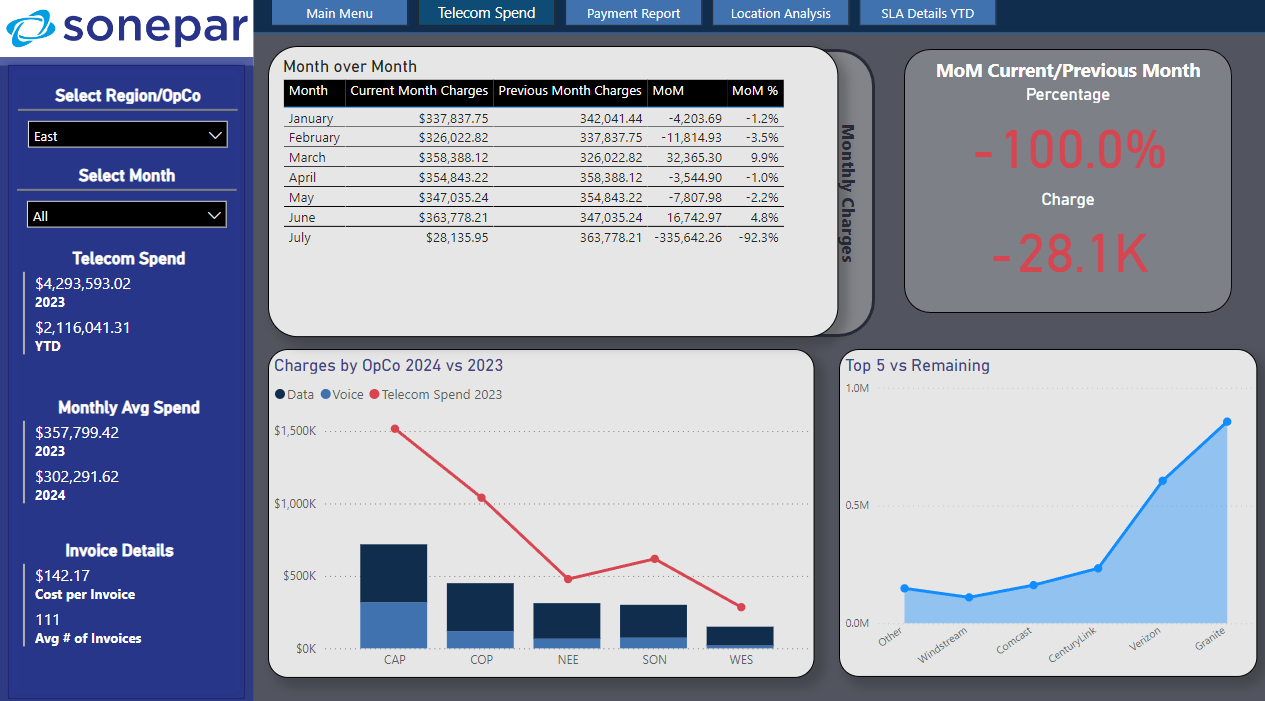 sonepar
Main Menu
Telecom Spend
Payment Report
Location Analysis
SLA Details YTD
Select Region/OpCo
East
Select Month
All
Telecom Spend
$4,293,593.02
2023
$2,116,041.31
YTD
Monthly Avg Spend
$357,799.42
2023
$302,291.62
2024
Invoice Details
$142.17
Cost per Invoice
111
Avg # of Invoices
Month over Month
Month Current Month Charges Previous Month Charges MoM MoM %
January $337,837.75 342,041.44 -4,203.69 -1.2%
February $326,022.82 337,837.75 -11,814.93 -3.5%
March $358,388.12 326,022.82 32,365.30 9.9%
April $354,843.22 358,388.12 -3,544.90 -1.0%
May $347,035.24 354,843.22 -7,807.98 -2.2%
June $363,778.21 347,035.24 16,742.97 4.8%
July $28,135.95 363,778.21 -335,642.26 -92.3%
Monthly Charges
MoM Current/Previous Month
Percentage
-100.0%
Charge
-28.1K
Charges by OpCo 2024 vs 2023
Data Voice Telecom Spend 2023
$1,500K
$1,000K
$500K
$0K
CAP COP NEE SON WES
Top 5 vs Remaining
1.0M
0.5M
0.0M
Other Windstream Comcast CenturyLink Verizon Granite